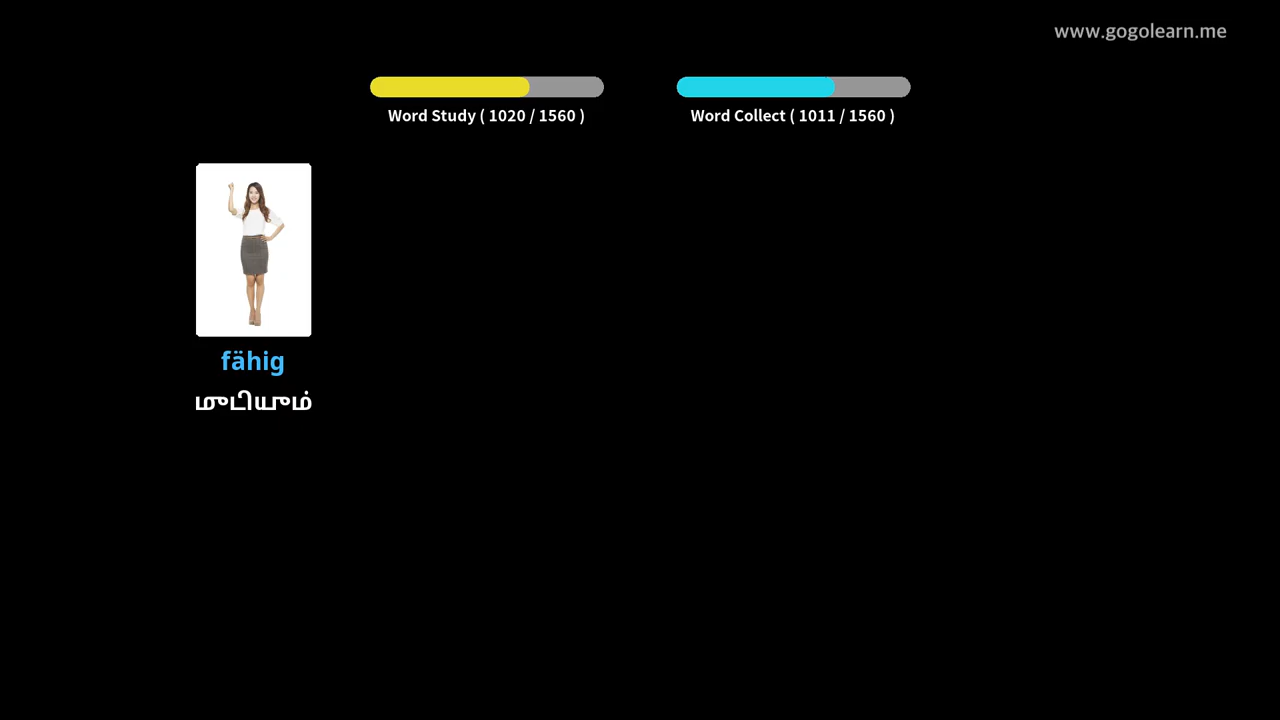 www.gogolearn.me
Word Study ( 1020 / 1560 )
Word Collect ( 1011 / 1560 )
fähig
முடியும்